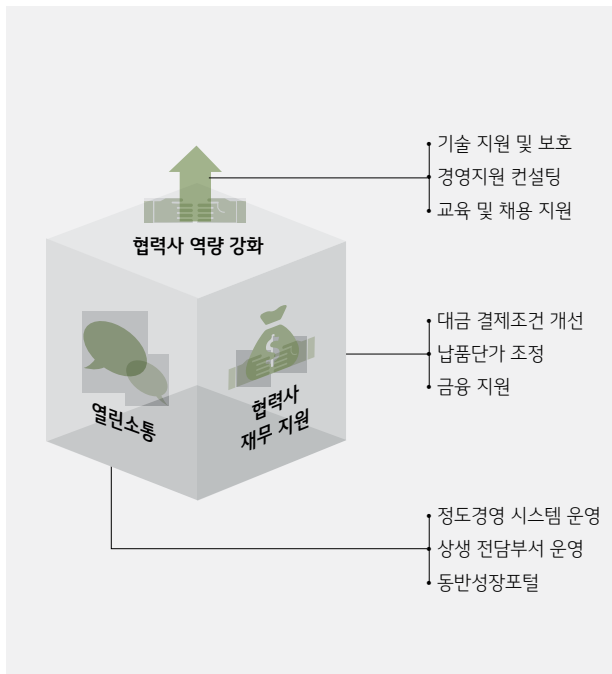 기술 지원 및 보호
경영지원 컨설팅
교육 및 채용 지원
협력사 역량 강화
대금 결제조건 개선
납품단가 조정
금융 지원
$
협력사
재무 지원
열린소통
정도경영 시스템 운영
상생 전담부서 운영
동반성장포털